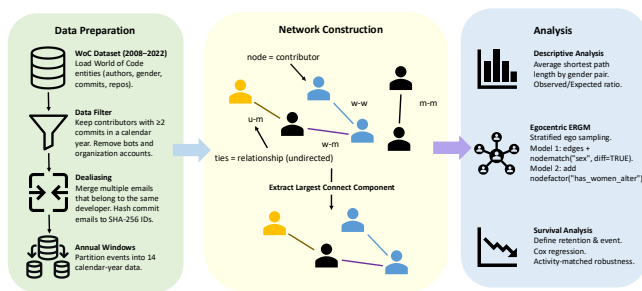 Data Preparation
WoC Dataset (2008–2022)
Load World of Code
entities (authors, gender,
commits, repos).
Data Filter
Keep contributors with ≥2
commits in a calendar
year. Remove bots and
organization accounts.
Dealiasing
Merge multiple emails
that belong to the same
developer. Hash commit
emails to SHA-256 IDs.
Annual Windows
Partition events into 14
calendar-year data.
Network Construction
node = contributor
w-w
m-m
u-m
w-m
ties = relationship (undirected)
Extract Largest Connect Component
Analysis
Descriptive Analysis
Average shortest path
length by gender pair.
Observed/Expected ratio.
Egocentric ERGM
Stratified ego sampling.
Model 1: edges +
nodematch("sex", diff=TRUE).
Model 2: add
nodefactor("has_women_alter")
Survival Analysis
Define retention & event.
Cox regression.
Activity-matched robustness.